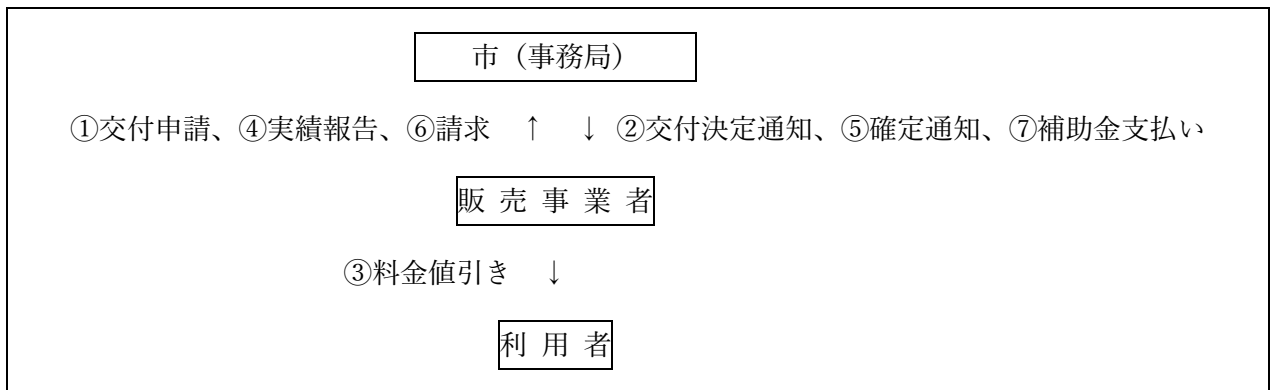 市（事務局）
①交付申請、④実績報告、⑥請求　↑　↓ ②交付決定通知、⑤確定通知、⑦補助金支払い
販 売 事 業 者
③料金値引き　↓
利 用 者